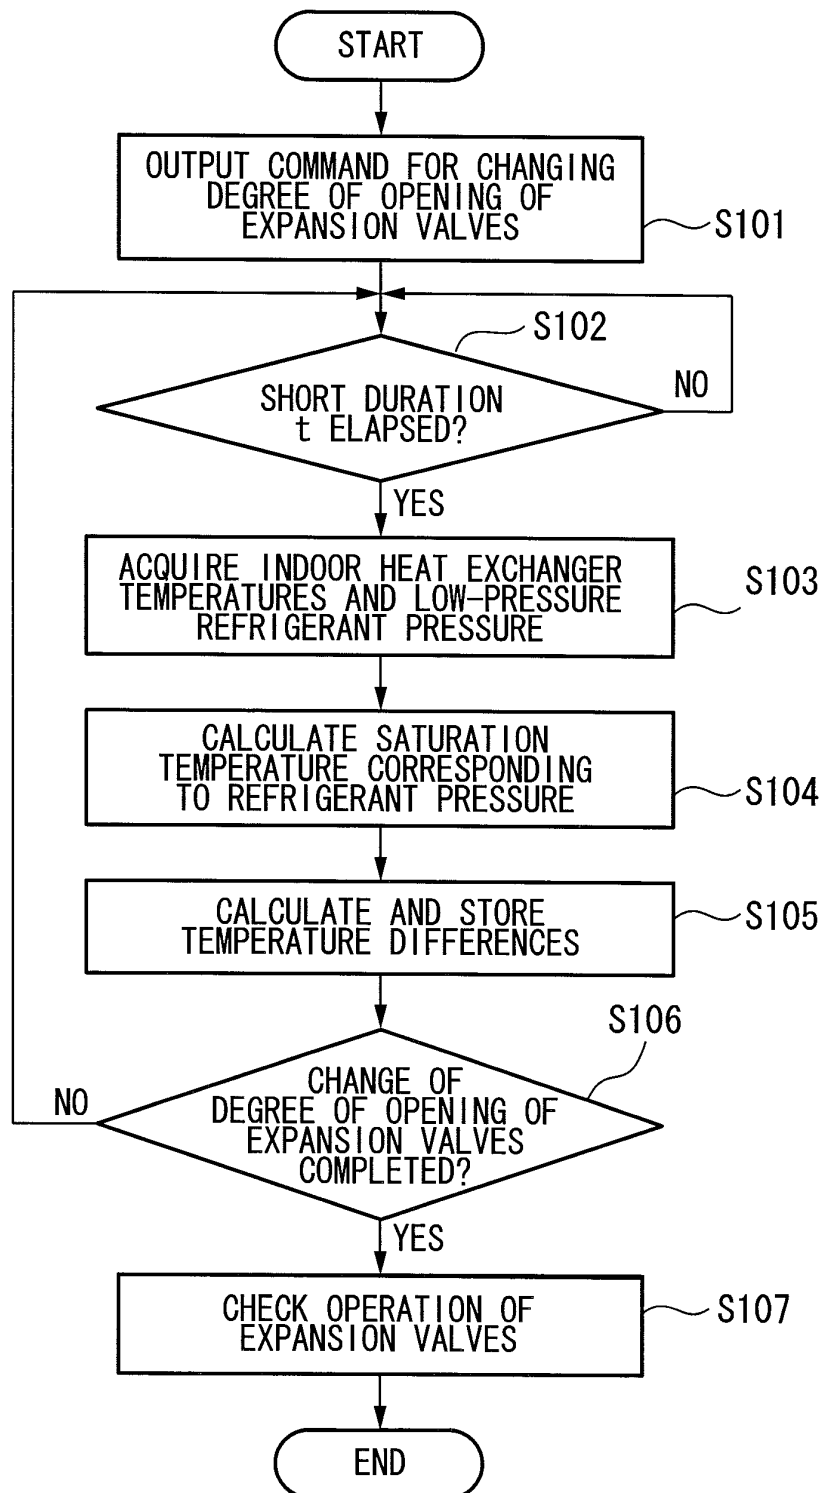 START
OUTPUT COMMAND FOR CHANGING
DEGREE OF OPENING OF
EXPANSION VALVES
S101
S102
SHORT DURATION
t ELAPSED?
NO
YES
ACQUIRE INDOOR HEAT EXCHANGER
TEMPERATURES AND LOW-PRESSURE
REFRIGERANT PRESSURE
S103
CALCULATE SATURATION
TEMPERATURE CORRESPONDING
TO REFRIGERANT PRESSURE
S104
CALCULATE AND STORE
TEMPERATURE DIFFERENCES
S105
S106
CHANGE OF
DEGREE OF OPENING OF
EXPANSION VALVES
COMPLETED?
NO
YES
CHECK OPERATION OF
EXPANSION VALVES
S107
END